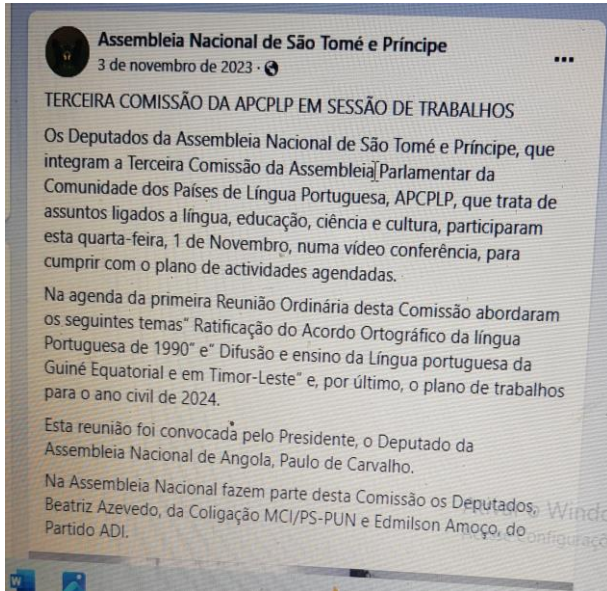 Assembleia Nacional de São Tomé e Príncipe
3 de novembro de 2023 ·
TERCEIRA COMISSÃO DA APCPLP EM SESSÃO DE TRABALHOS
Os Deputados da Assembleia Nacional de São Tomé e Príncipe, que
integram a Terceira Comissão da Assembleia Parlamentar da
Comunidade dos Países de Língua Portuguesa, APCPLP, que trata de
assuntos ligados a língua, educação, ciência e cultura, participaram
esta quarta-feira, 1 de Novembro, numa vídeo conferência, para
cumprir com o plano de actividades agendadas.
Na agenda da primeira Reunião Ordinária desta Comissão abordaram
os seguintes temas" Ratificação do Acordo Ortográfico da língua
Portuguesa de 1990" e" Difusão e ensino da Língua portuguesa da
Guiné Equatorial e em Timor-Leste" e, por último, o plano de trabalhos
para o ano civil de 2024.
Esta reunião foi convocada pelo Presidente, o Deputado da
Assembleia Nacional de Angola, Paulo de Carvalho.
Na Assembleia Nacional fazem parte desta Comissão os Deputados,
Beatriz Azevedo, da Coligação MCI/PS-PUN e Edmilson Amoço, do
Partido ADI.